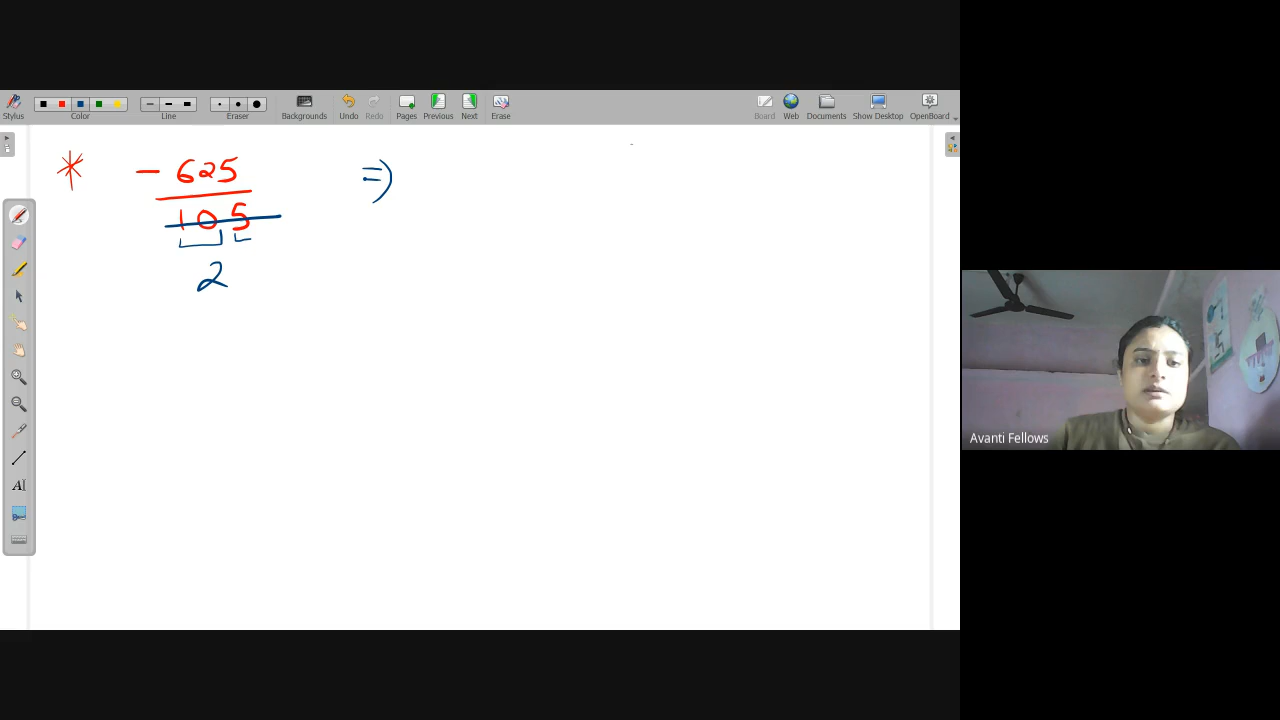 Stylus Color Line Eraser Backgrounds Undo Redo Pages Previous Next Erase Board Web Documents Show Desktop OpenBoard
* - 625 =>
105
2
Avanti Fellows